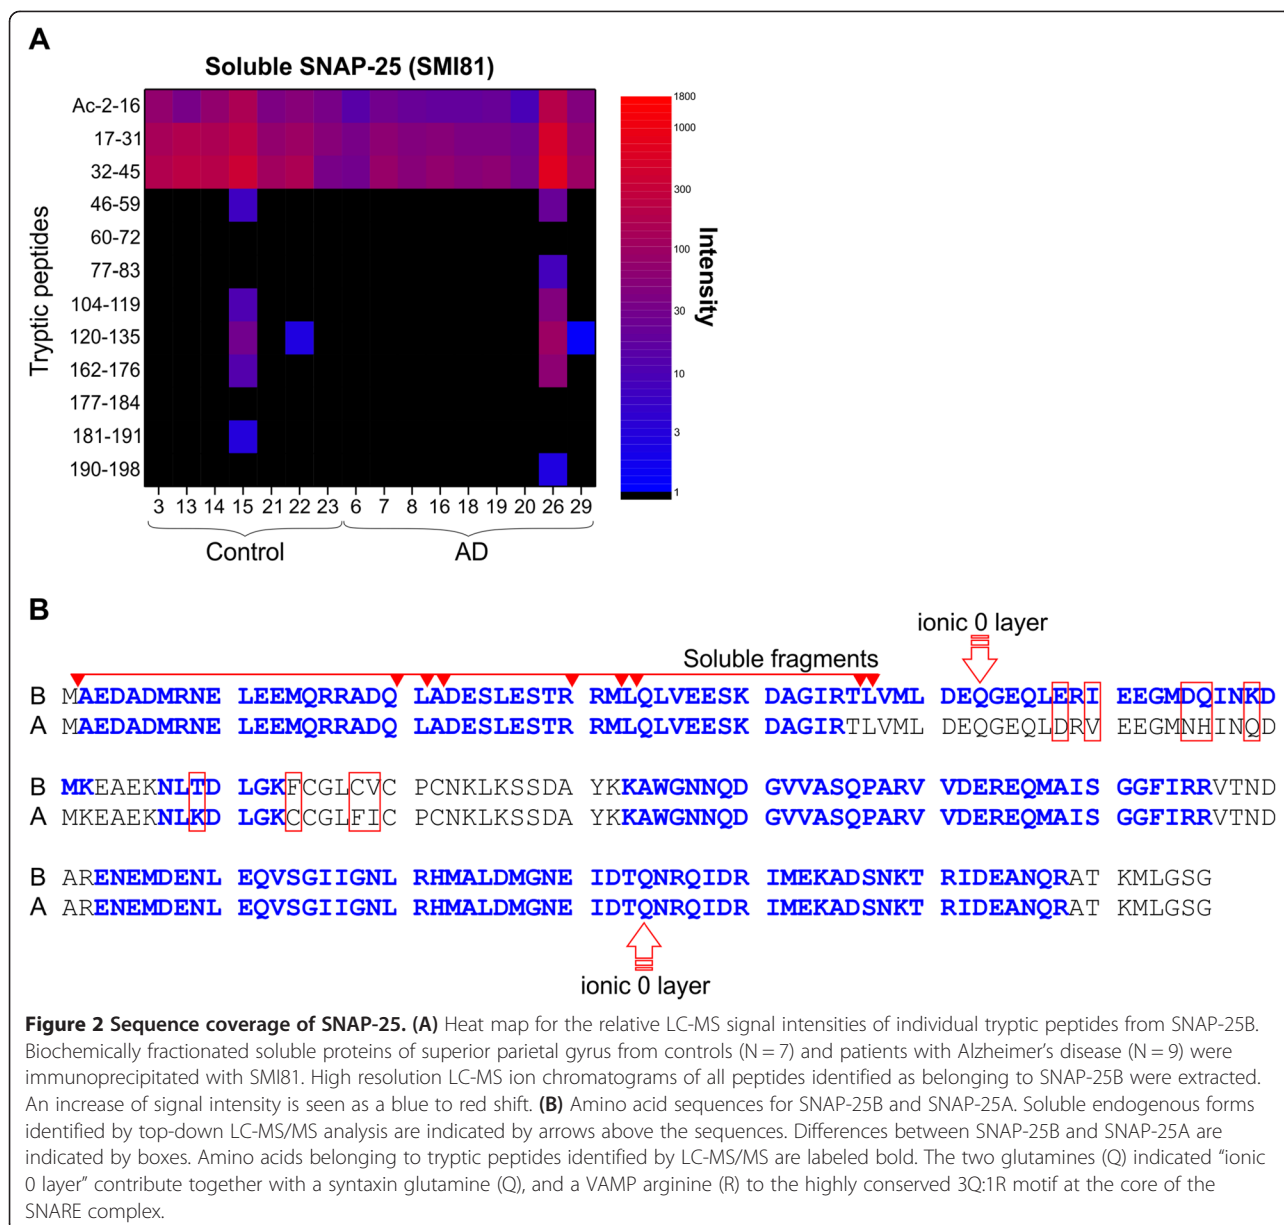 A
Soluble SNAP-25 (SMI81)
Tryptic peptides
Ac-2-16
17-31
32-45
46-59
60-72
77-83
104-119
120-135
162-176
177-184
181-191
190-198
3 13 14 15 21 22 23 6 7 8 16 18 19 20 26 29
Control AD
1800
1000
300
100
30
10
3
1
Intensity
B
ionic 0 layer
Soluble fragments
B MAEDADMRNE LEEMQRRADQ LADESLESTR RMLQLVEESK DAGIRTLVML DEQGEQLERI EEGMDQINKD
A MAEDADMRNE LEEMQRRADQ LADESLESTR RMLQLVEESK DAGIRTLVML DEQGEQLDRV EEGMNHINQD
B MKEAEKNLTD LGKFCGLCVC PCNKLKSSDA YKKAWGNNQD GVVASQPARV VDEREQMAIS GGFIRRVTND
A MKEAEKNLKD LGKCCGLFIC PCNKLKSSDA YKKAWGNNQD GVVASQPARV VDEREQMAIS GGFIRRVTND
B ARENEMDENL EQVSGIIGNL RHMALDMGNE IDTQNRQIDR IMEKADSNKT RIDEANQRAT KMLGSG
A ARENEMDENL EQVSGIIGNL RHMALDMGNE IDTQNRQIDR IMEKADSNKT RIDEANQRAT KMLGSG
ionic 0 layer
Figure 2 Sequence coverage of SNAP-25. (A) Heat map for the relative LC-MS signal intensities of individual tryptic peptides from SNAP-25B.
Biochemically fractionated soluble proteins of superior parietal gyrus from controls (N = 7) and patients with Alzheimer's disease (N = 9) were
immunoprecipitated with SMI81. High resolution LC-MS ion chromatograms of all peptides identified as belonging to SNAP-25B were extracted.
An increase of signal intensity is seen as a blue to red shift. (B) Amino acid sequences for SNAP-25B and SNAP-25A. Soluble endogenous forms
identified by top-down LC-MS/MS analysis are indicated by arrows above the sequences. Differences between SNAP-25B and SNAP-25A are
indicated by boxes. Amino acids belonging to tryptic peptides identified by LC-MS/MS are labeled bold. The two glutamines (Q) indicated “ionic
0 layer” contribute together with a syntaxin glutamine (Q), and a VAMP arginine (R) to the highly conserved 3Q:1R motif at the core of the
SNARE complex.